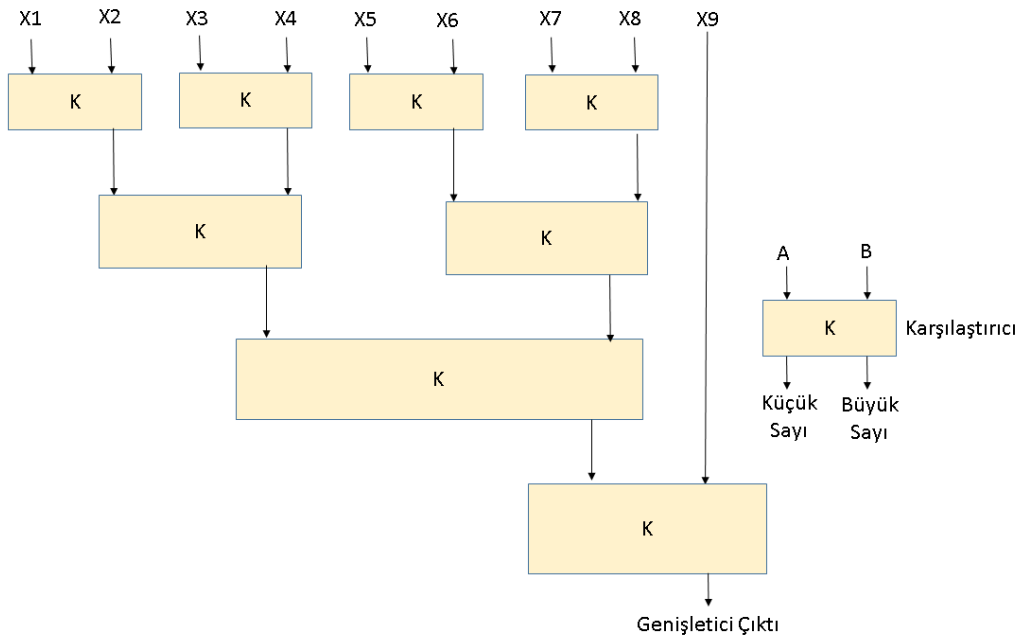 X1 X2 X3 X4 X5 X6 X7 X8 X9
K K K K
K K
A B
K Karşılaştırıcı
K
Küçük Sayı
Büyük Sayı
K
Genişletici Çıktı